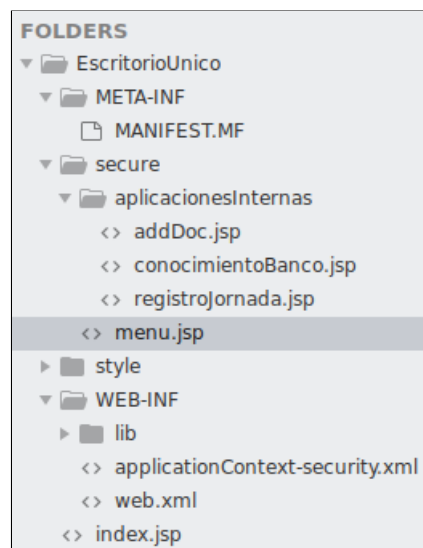 FOLDERS
EscritorioUnico
META-INF
MANIFEST.MF
secure
aplicacionesInternas
addDoc.jsp
conocimientoBanco.jsp
registroJornada.jsp
menu.jsp
style
WEB-INF
lib
applicationContext-security.xml
web.xml
index.jsp